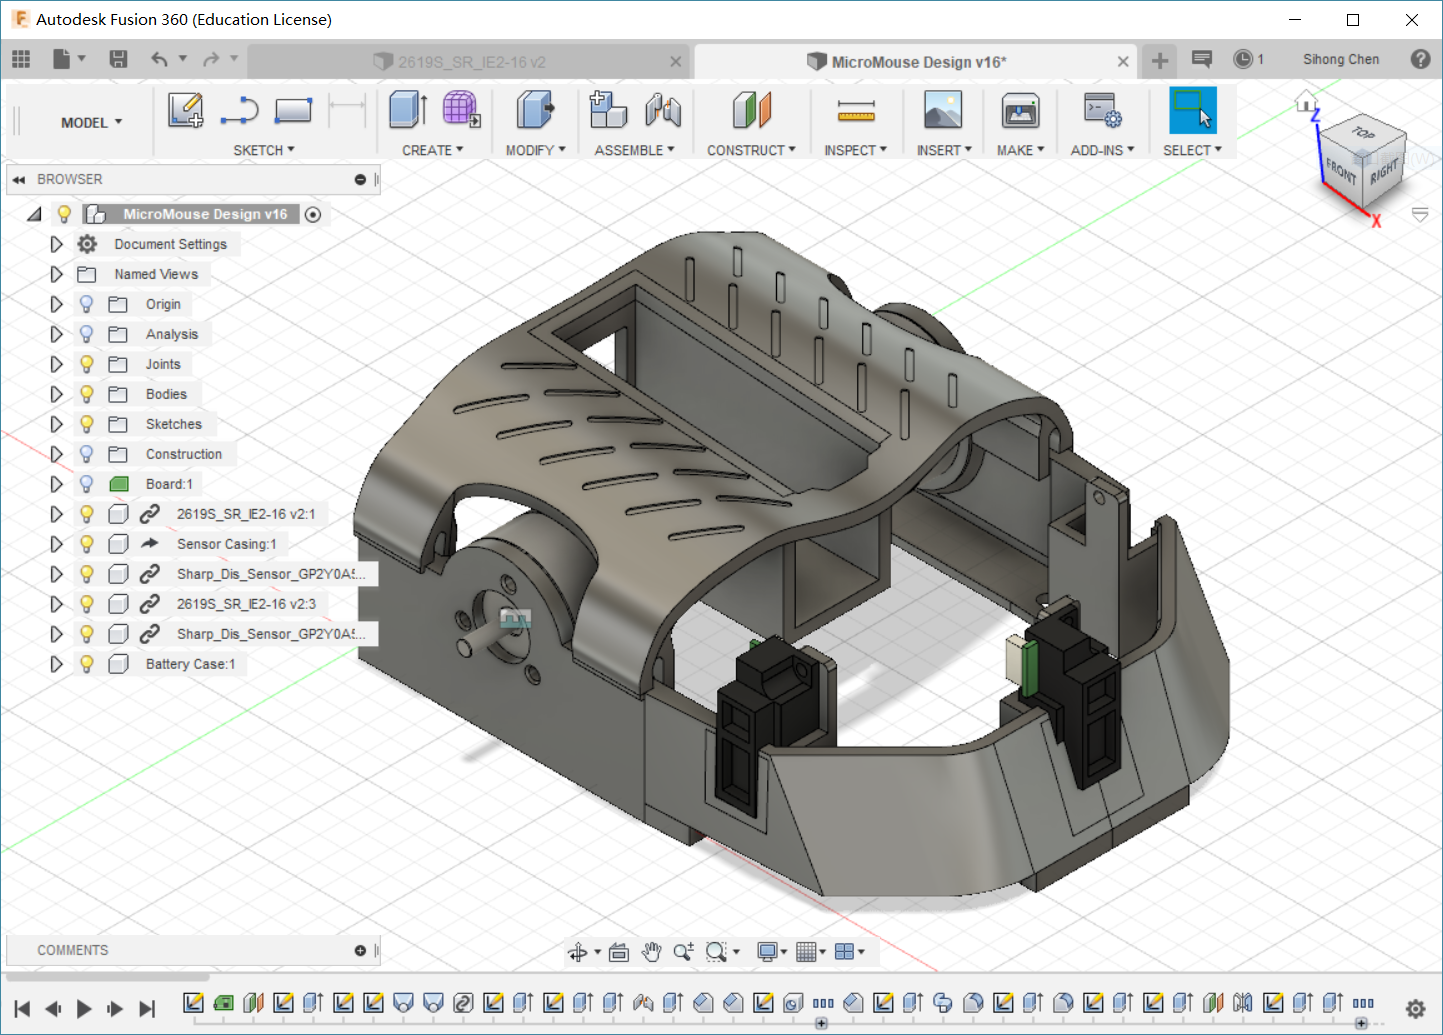 Autodesk Fusion 360 (Education License)
2619S_SR_IE2-16 v2
MicroMouse Design v16*
1
Sihong Chen
MODEL
SKETCH
CREATE
MODIFY
ASSEMBLE
CONSTRUCT
INSPECT
INSERT
MAKE
ADD-INS
SELECT
Z
TOP
FRONT
RIGHT
X
BROWSER
MicroMouse Design v16
Document Settings
Named Views
Origin
Analysis
Joints
Bodies
Sketches
Construction
Board:1
2619S_SR_IE2-16 v2:1
Sensor Casing:1
Sharp_Dis_Sensor_GP2Y0A5...
2619S_SR_IE2-16 v2:3
Sharp_Dis_Sensor_GP2Y0A5...
Battery Case:1
COMMENTS